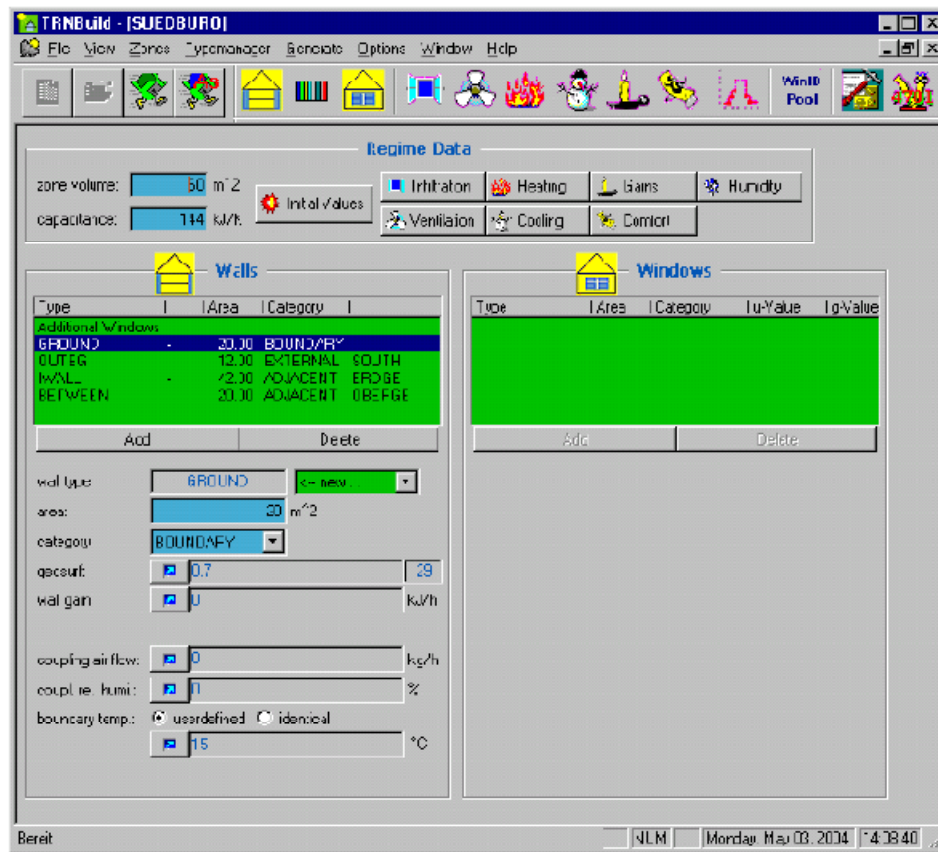 TRNBuild - [SUEDBURO]
File View Zones Typemanager Generate Options Window Help
WinID Pool
4701
Regime Data
zone volume: 60 m^2
capacitance: 144 kJ/K
Initial Values
Infiltration Heating Gains Humidity
Ventilation Cooling Comfort
Walls
Type Area Category
Additional Windows
GROUND - 20.00 BOUNDARY
12.00 EXTERNAL SOUTH
IWALL - 42.00 ADJACENT ERDGE
BETWEEN 20.00 ADJACENT OBERGE
Add Delete
Windows
Type Area Category u-Value g-Value
Add Delete
wall type GROUND <-- new...
area: 20 m^2
category BOUNDARY
geosurf: 0.7 29
wall gain 0 kJ/h
coupling air flow: 0 kg/h
coupl. rel. humi.: 0 %
boundary temp.: userdefined identical
15 °C
Bereit NUM Monday, May 03, 2004 14:08:40